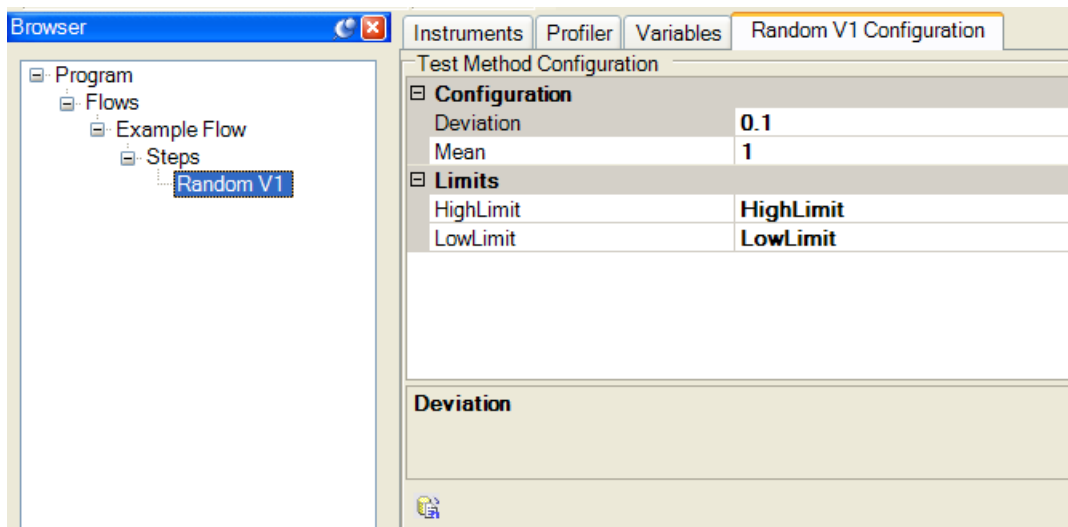 Browser
Program
Flows
Example Flow
Steps
Random V1
Instruments Profiler Variables Random V1 Configuration
Test Method Configuration
Configuration
Deviation 0.1
Mean 1
Limits
HighLimit HighLimit
LowLimit LowLimit
Deviation